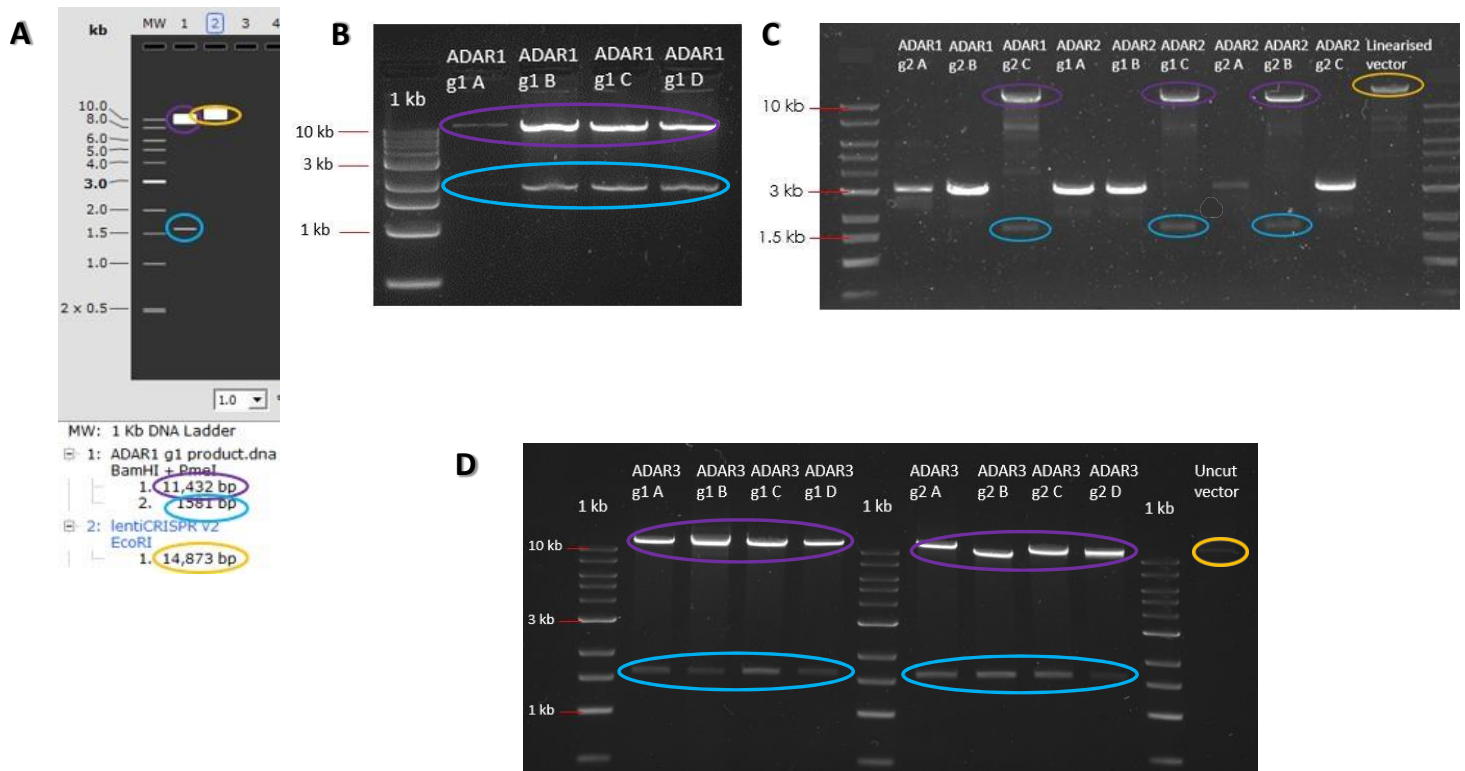 A
kb
MW 1 2 3 4
10.0
8.0
6.0
5.0
4.0
3.0
2.0
1.5
1.0
2 x 0.5
1.0
MW: 1 Kb DNA Ladder
1: ADAR1 g1 product.dna
BamHI + PmeI
1. 11,432 bp
2. 1581 bp
2: lentiCRISPR v2
EcoRI
1. 14,873 bp
B
1 kb
ADAR1 g1 A
ADAR1 g1 B
ADAR1 g1 C
ADAR1 g1 D
10 kb
3 kb
1 kb
C
ADAR1 g2 A
ADAR1 g2 B
ADAR1 g2 C
ADAR2 g1 A
ADAR2 g1 B
ADAR2 g1 C
ADAR2 g2 A
ADAR2 g2 B
ADAR2 g2 C
Linearised vector
10 kb
3 kb
1.5 kb
D
1 kb
ADAR3 g1 A
ADAR3 g1 B
ADAR3 g1 C
ADAR3 g1 D
1 kb
ADAR3 g2 A
ADAR3 g2 B
ADAR3 g2 C
ADAR3 g2 D
1 kb
Uncut vector
10 kb
3 kb
1 kb